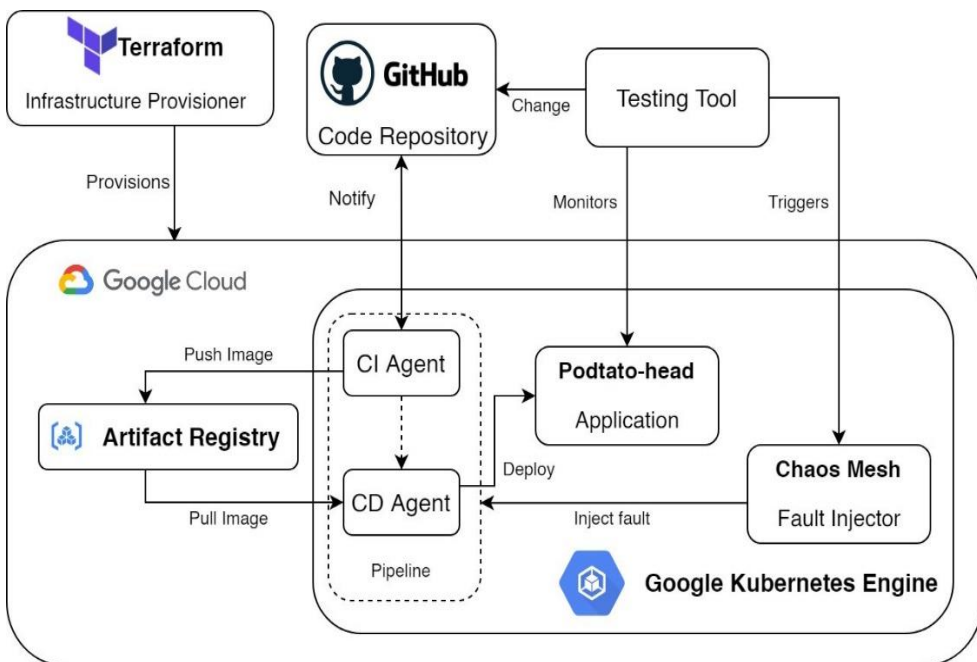 Terraform
Infrastructure Provisioner
GitHub
Code Repository
Testing Tool
Change
Provisions
Notify
Monitors
Triggers
Google Cloud
Push Image
CI Agent
Podtato-head
Application
Artifact Registry
Deploy
Chaos Mesh
Fault Injector
CD Agent
Pull Image
Inject fault
Pipeline
Google Kubernetes Engine